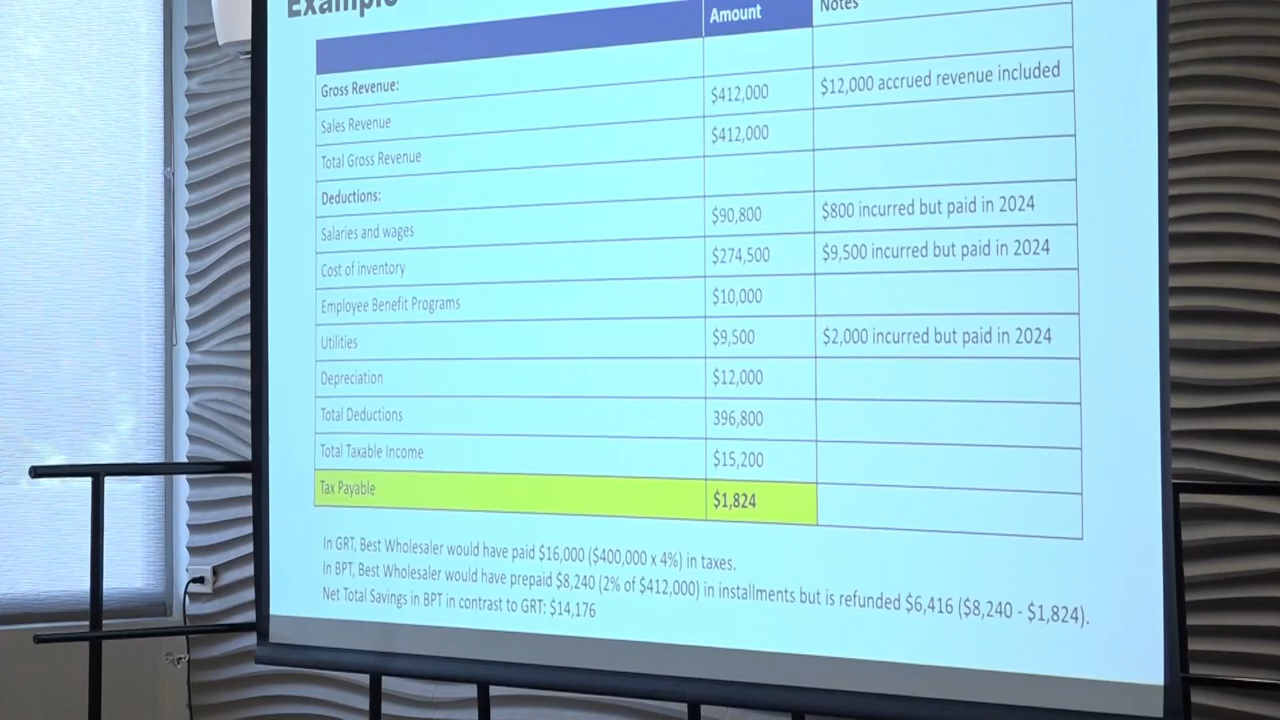 Example
Amount Notes
Gross Revenue:
Sales Revenue $412,000 $12,000 accrued revenue included
Total Gross Revenue $412,000
Deductions:
Salaries and wages $90,800 $800 incurred but paid in 2024
Cost of inventory $274,500 $9,500 incurred but paid in 2024
Employee Benefit Programs $10,000
Utilities $9,500 $2,000 incurred but paid in 2024
Depreciation $12,000
Total Deductions 396,800
Total Taxable Income $15,200
Tax Payable $1,824
In GRT, Best Wholesaler would have paid $16,000 ($400,000 x 4%) in taxes.
In BPT, Best Wholesaler would have prepaid $8,240 (2% of $412,000) in installments but is refunded $6,416 ($8,240 - $1,824).
Net Total Savings in BPT in contrast to GRT: $14,176